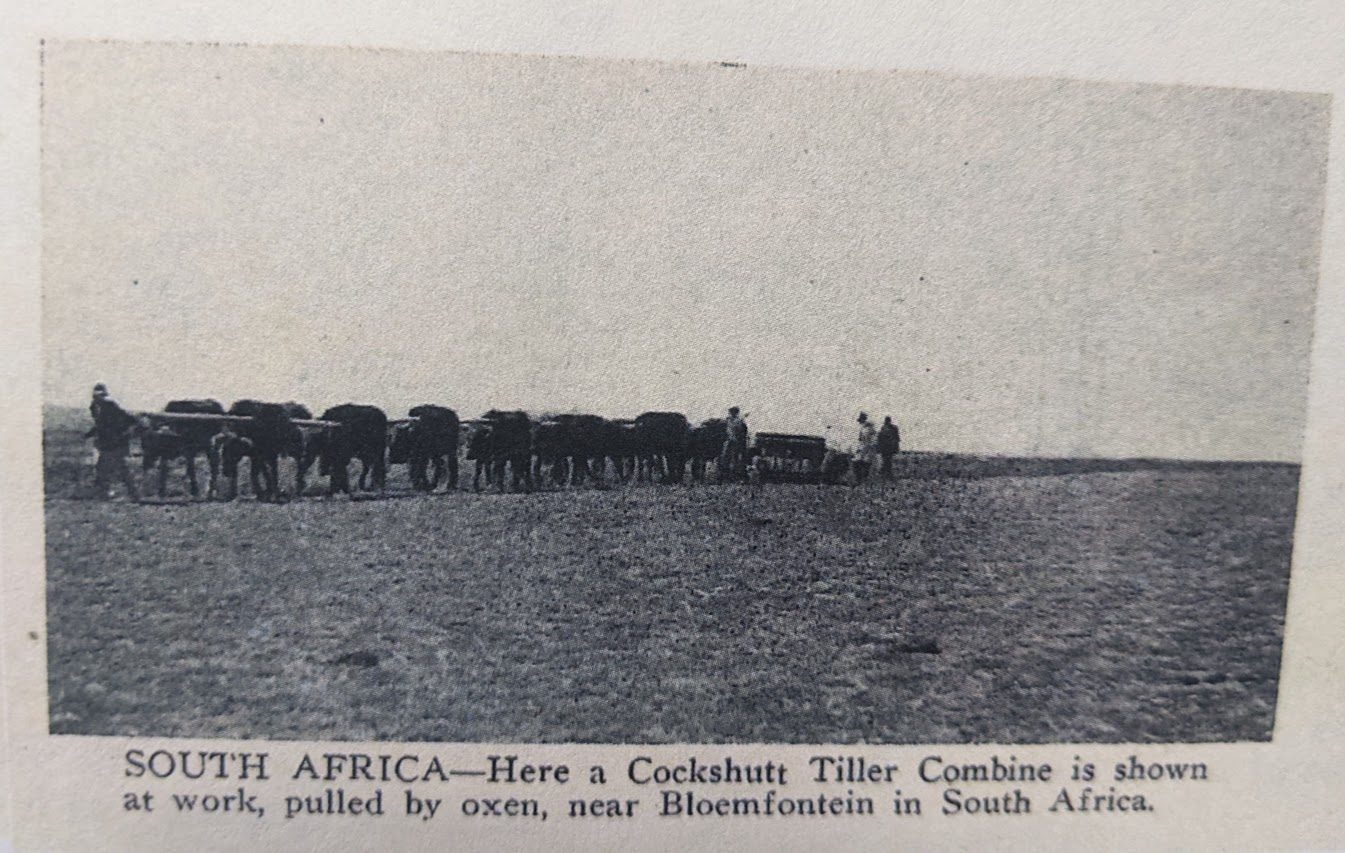 SOUTH AFRICA—Here a Cockshutt Tiller Combine is shown
at work, pulled by oxen, near Bloemfontein in South Africa.